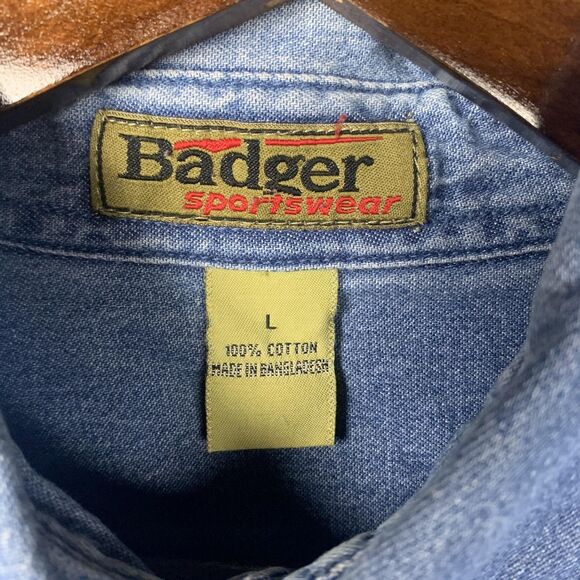 Badger
sportswear
L
100% COTTON
MADE IN BANGLADESH